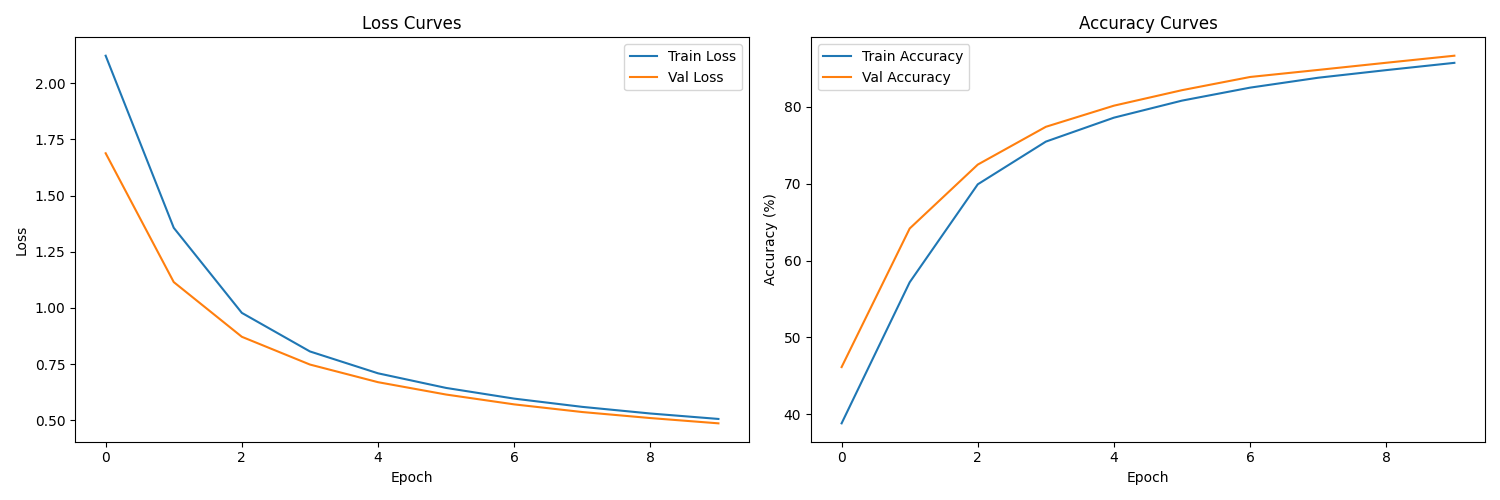 Loss Curves
Train Loss
Val Loss
2.00
1.75
1.50
1.25
1.00
0.75
0.50
Loss
0 2 4 6 8
Epoch
Accuracy Curves
Train Accuracy
Val Accuracy
80
70
60
50
40
Accuracy (%)
0 2 4 6 8
Epoch